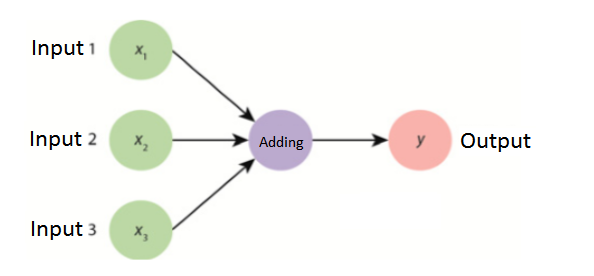 Input 1 x₁
Input 2 x₂ Adding y Output
Input 3 x₃